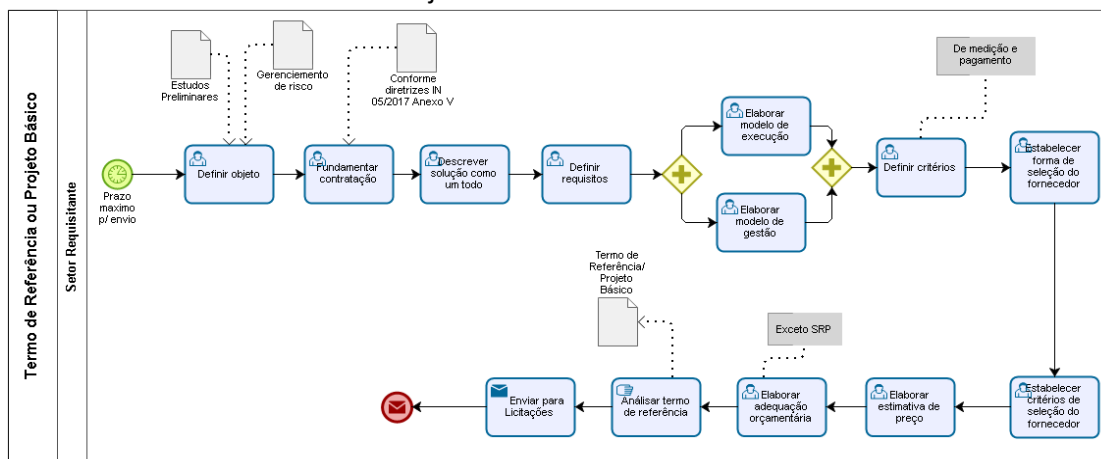 Termo de Referência ou Projeto Básico
Setor Requisitante
Estudos
Preliminares
Gerenciemento
de risco
Conforme
diretrizes IN
05/2017 Anexo V
De medição e
pagamento
Prazo
maximo
p/ envio
Definir objeto
Fundamentar
contratação
Descrever
solução como
um todo
Definir
requisitos
Elaborar
modelo de
execução
Elaborar
modelo de
gestão
Definir critérios
Estabelecer
forma de
seleção do
fornecedor
Termo de
Referência/
Projeto
Básico
Exceto SRP
Enviar para
Licitações
Análisar termo
de referência
Elaborar
adequação
orçamentária
Elaborar
estimativa de
preço
Estabelecer
critérios de
seleção do
fornecedor